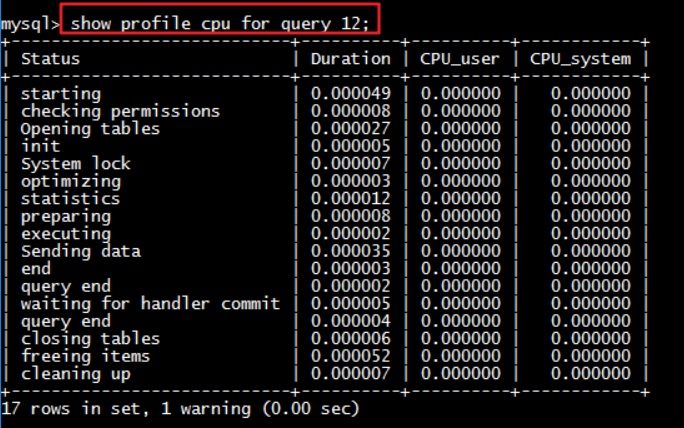 mysql> show profile cpu for query 12;
+----------------------------+----------+----------+------------+
| Status                     | Duration | CPU_user | CPU_system |
+----------------------------+----------+----------+------------+
| starting                   | 0.000049 | 0.000000 |   0.000000 |
| checking permissions       | 0.000008 | 0.000000 |   0.000000 |
| Opening tables             | 0.000027 | 0.000000 |   0.000000 |
| init                       | 0.000005 | 0.000000 |   0.000000 |
| System lock                | 0.000007 | 0.000000 |   0.000000 |
| optimizing                 | 0.000003 | 0.000000 |   0.000000 |
| statistics                 | 0.000012 | 0.000000 |   0.000000 |
| preparing                  | 0.000008 | 0.000000 |   0.000000 |
| executing                  | 0.000002 | 0.000000 |   0.000000 |
| Sending data               | 0.000035 | 0.000000 |   0.000000 |
| end                        | 0.000003 | 0.000000 |   0.000000 |
| query end                  | 0.000002 | 0.000000 |   0.000000 |
| waiting for handler commit | 0.000005 | 0.000000 |   0.000000 |
| query end                  | 0.000004 | 0.000000 |   0.000000 |
| closing tables             | 0.000006 | 0.000000 |   0.000000 |
| freeing items              | 0.000052 | 0.000000 |   0.000000 |
| cleaning up                | 0.000007 | 0.000000 |   0.000000 |
+----------------------------+----------+----------+------------+
17 rows in set, 1 warning (0.00 sec)